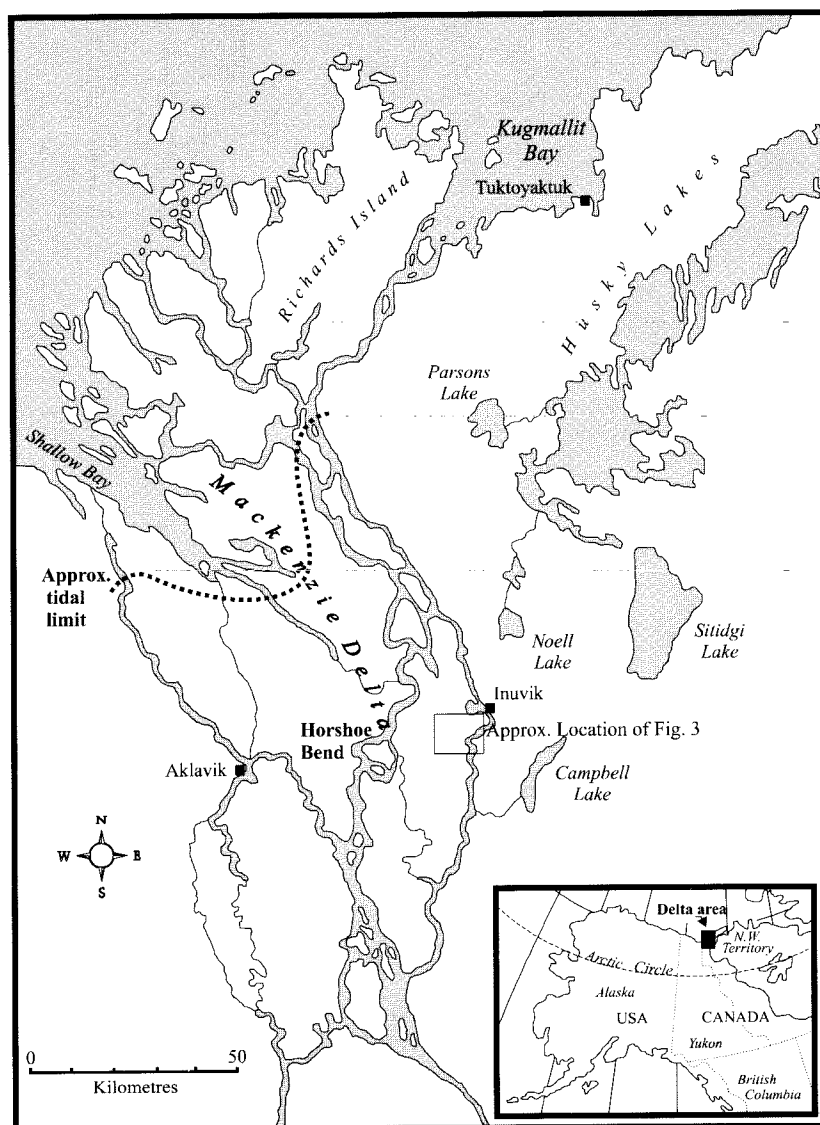 Kugmallit
Bay
Tuktoyaktuk
Richards Island
Husky Lakes
Parsons
Lake
Shallow Bay
Mackenzie Delta
Approx.
tidal
limit
Noell
Lake
Sitidgi
Lake
Inuvik
Horshoe
Bend
Approx. Location of Fig. 3
Aklavik
Campbell
Lake
N
W E
S
Delta area
N.W.
Territory
Arctic Circle
Alaska
USA
CANADA
Yukon
British
Columbia
0 50
Kilometres